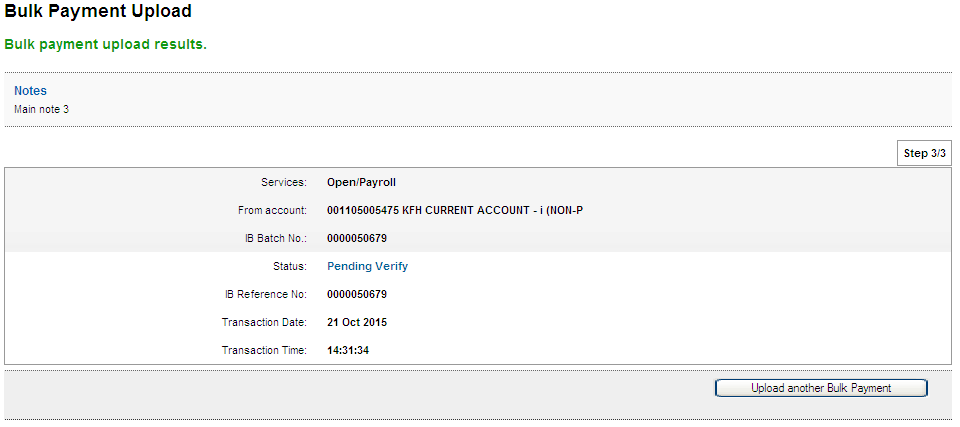 Bulk Payment Upload
Bulk payment upload results.
Notes
Main note 3
Step 3/3
Services: Open/Payroll
From account: 001105005475 KFH CURRENT ACCOUNT - i (NON-P
IB Batch No.: 0000050679
Status: Pending Verify
IB Reference No: 0000050679
Transaction Date: 21 Oct 2015
Transaction Time: 14:31:34
Upload another Bulk Payment